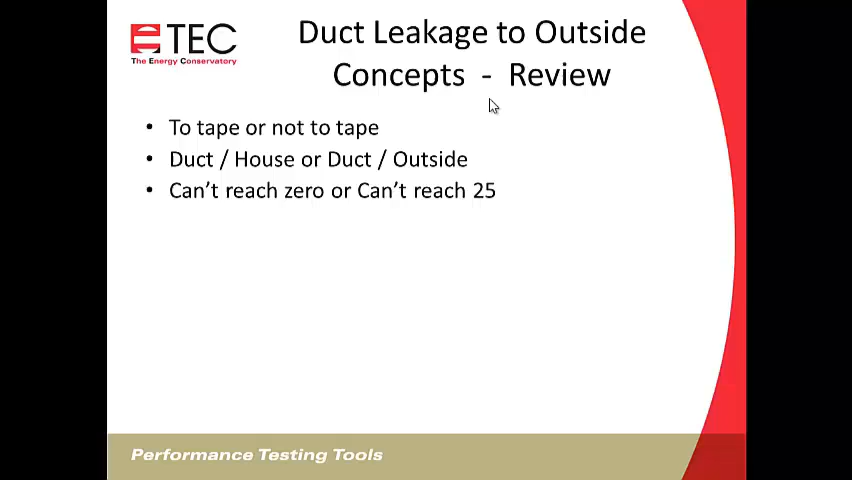 TEC
The Energy Conservatory
Duct Leakage to Outside
Concepts - Review
• To tape or not to tape
• Duct / House or Duct / Outside
• Can't reach zero or Can't reach 25
Performance Testing Tools